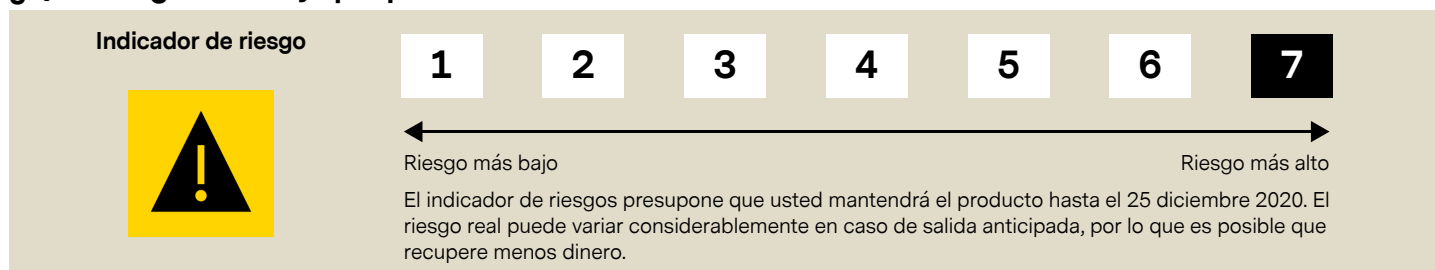 Indicador de riesgo
1 2 3 4 5 6 7
Riesgo más bajo Riesgo más alto
El indicador de riesgos presupone que usted mantendrá el producto hasta el 25 diciembre 2020. El
riesgo real puede variar considerablemente en caso de salida anticipada, por lo que es posible que
recupere menos dinero.